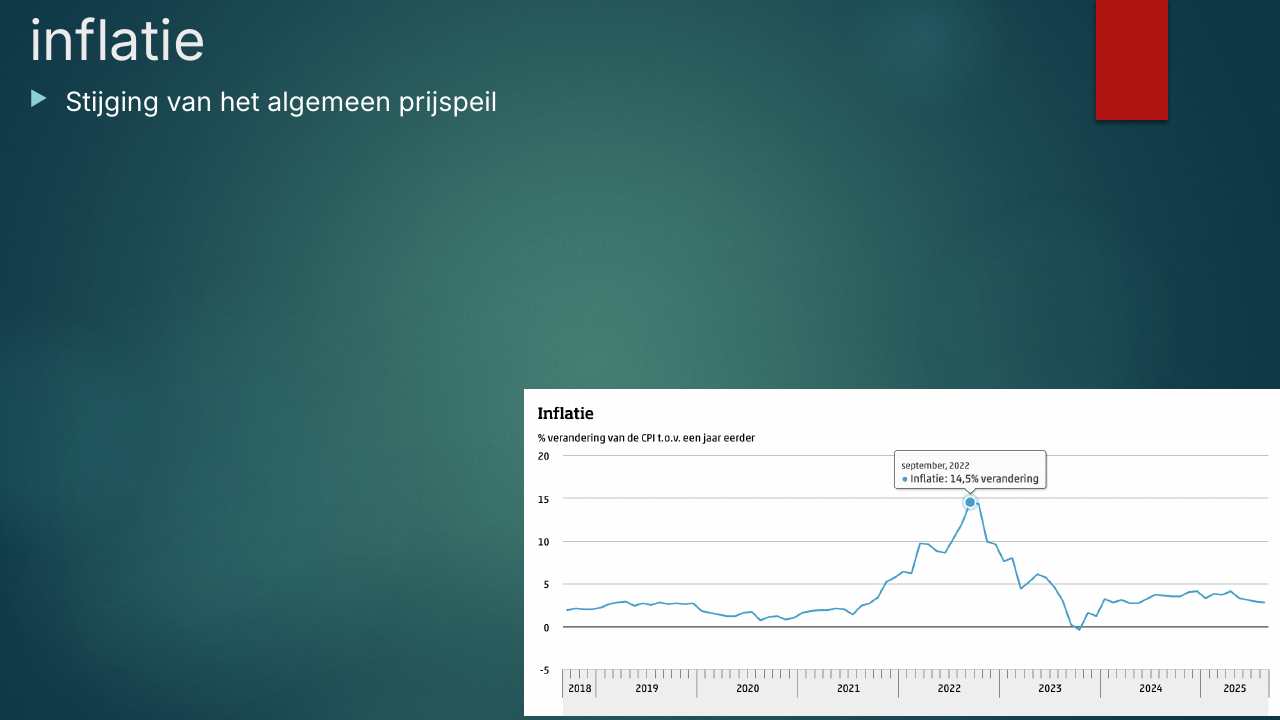 inflatie
Stijging van het algemeen prijspeil
Inflatie
% verandering van de CPI t.o.v. een jaar eerder
20
september, 2022
Inflatie: 14,5% verandering
15
10
5
0
-5
2018 2019 2020 2021 2022 2023 2024 2025